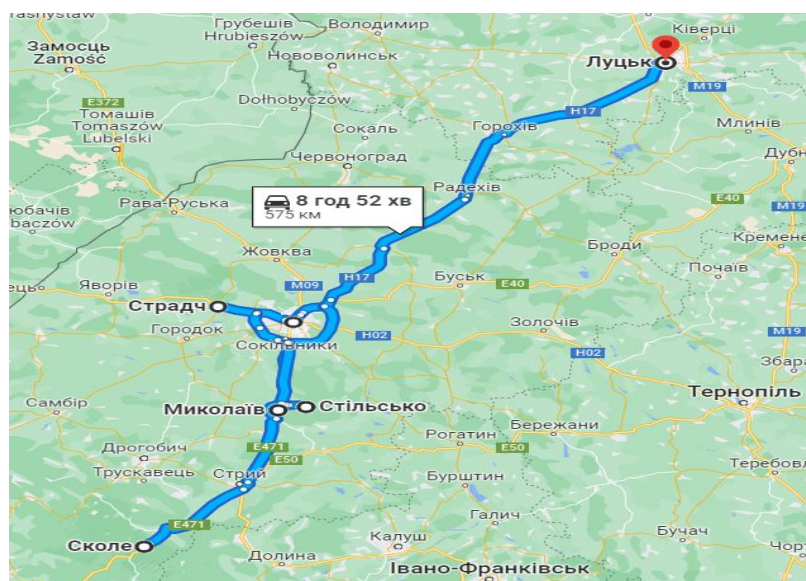 Tashystav
Грубешів
Hrubieszów
Володимир
Ківерці
Замосць
Zamość
Нововолинськ
Луцьк
M19
E372
Dołhobyczów
H17
Томашів
Tomaszów
Lubelski
Сокаль
Горохів
Млинів
Червоноград
Дубн
Радехів
8 год 52 хв
575 км
E40
Рава-Руська
M19
Броди
Кременец
Жовква
H17
Почаїв
M09
Буськ
E40
Яворів
Страдч
Городок
H02
Золочів
Сокільники
H02
M19
Збара
Самбір
Миколаїв
Стільсько
Тернопіль
Бережани
Рогатин
E50
Дрогобич
E471
E50
Трускавець
Стрий
Теребовл
Бурштин
E471
Галич
Сколе
Бучач
Калуш
Чорт
Долина
Івано-Франківськ